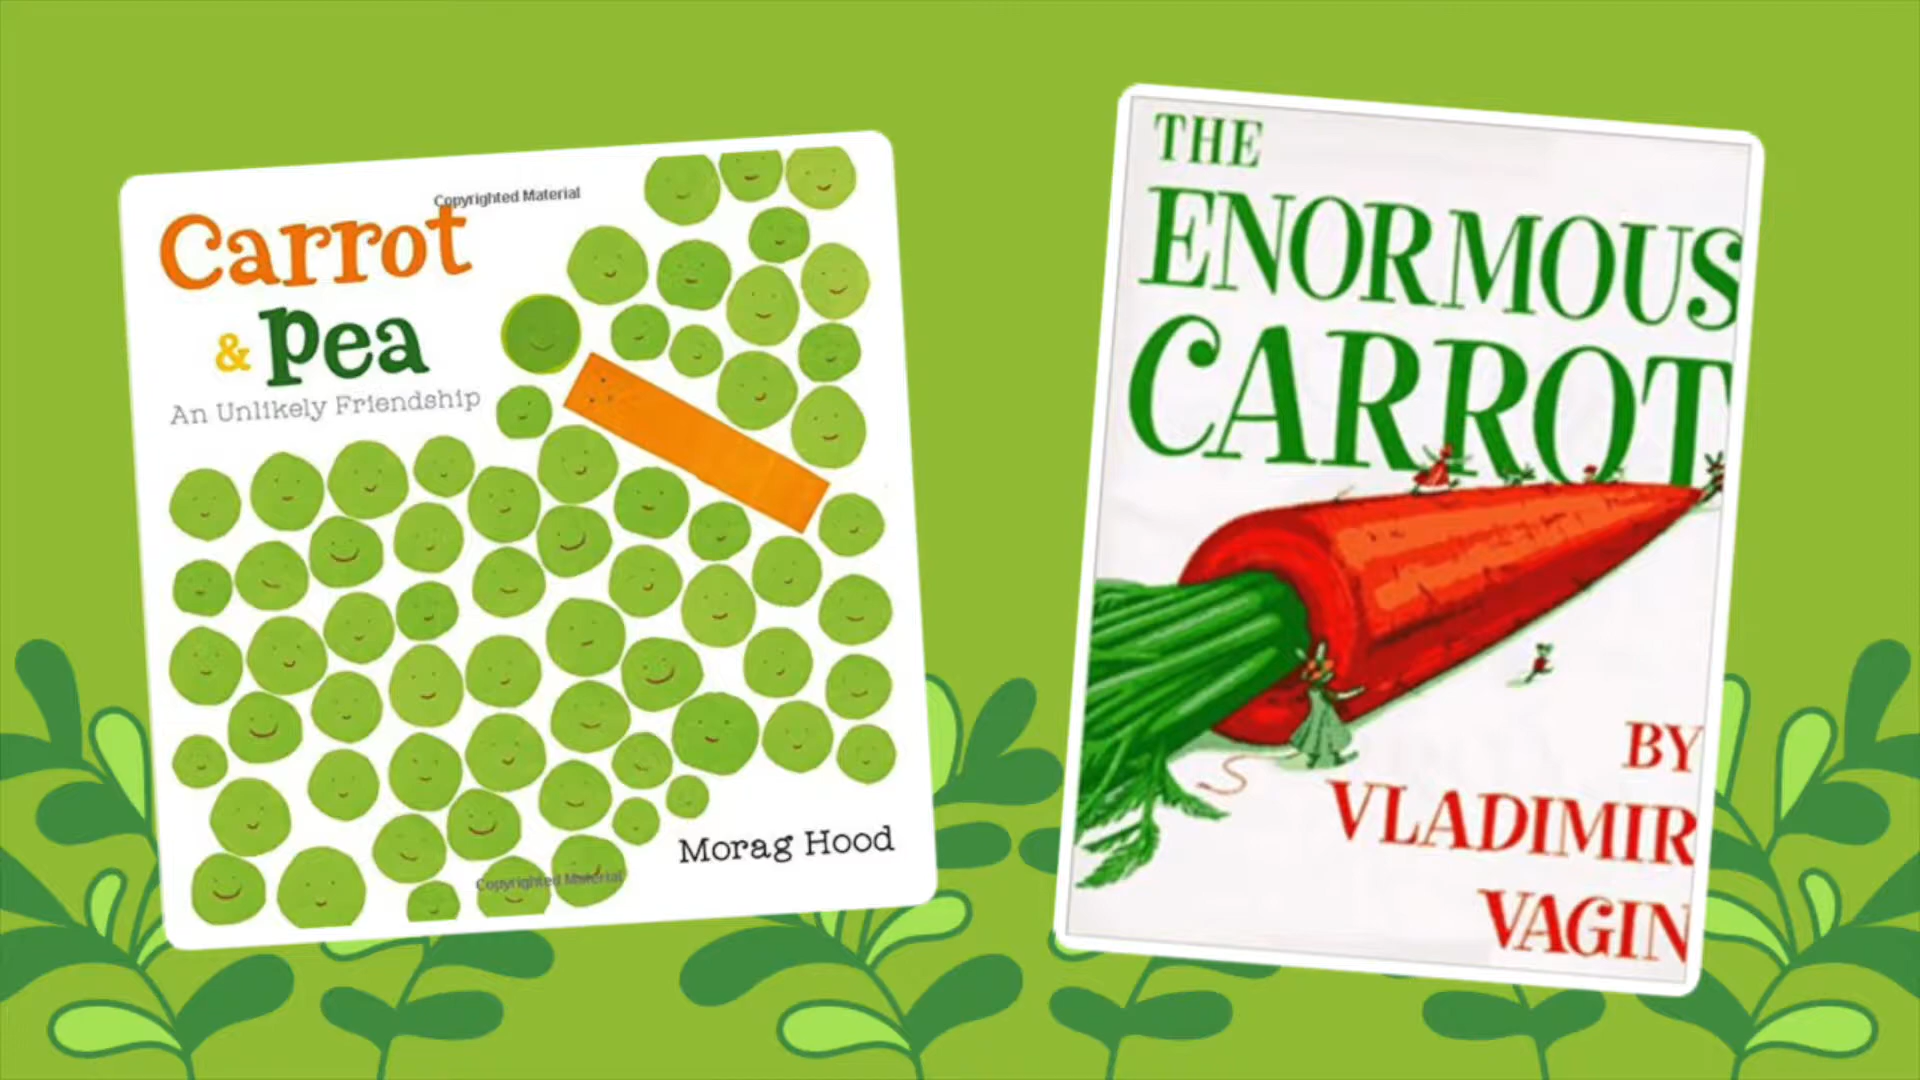 Copyrighted Material
Carrot
& Pea
An Unlikely Friendship
Morag Hood
Copyrighted Material
THE
ENORMOUS
CARROT
BY
VLADIMIR
VAGIN